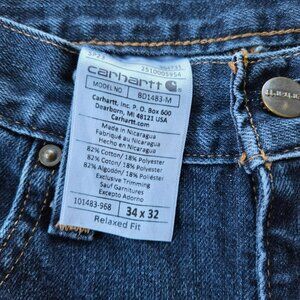 2510005954
carhartt
MODEL NO
BD1483-M
Carhartt, Inc. P.O. Box 600
Dearborn, MI 48121 USA
Carhartt.com
Made in Nicaragua
Fabriqué au Nicaragua
Hecho en Nicaragua
82% Cotton/ 18% Polyester
82% Coton/ 18% Polyester
82% Algodón/ 18% Poliéster
Exclusive Trimming
Sauf Garnitures
Excepto Adorno
101483-968
34 x 32
Relaxed Fit